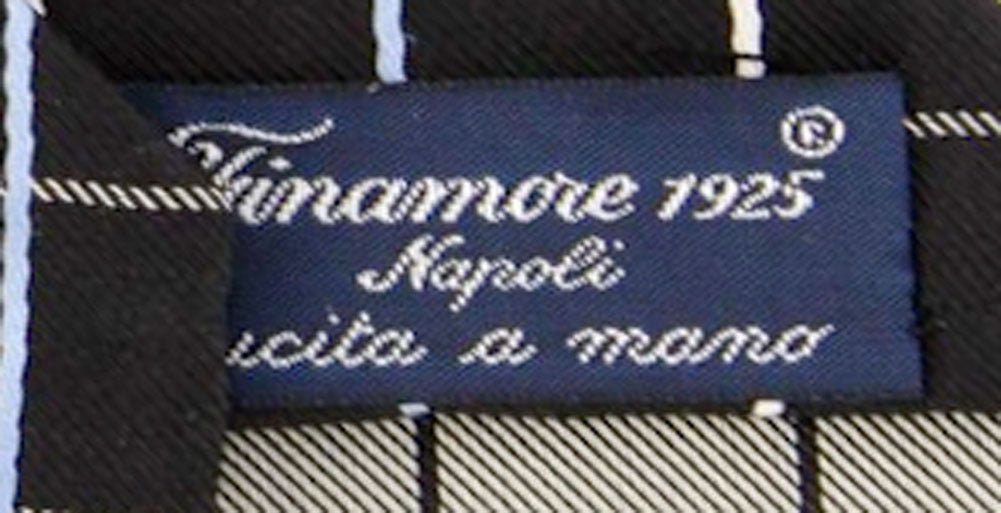 Finamore 1925®
Napoli
ucita a mano